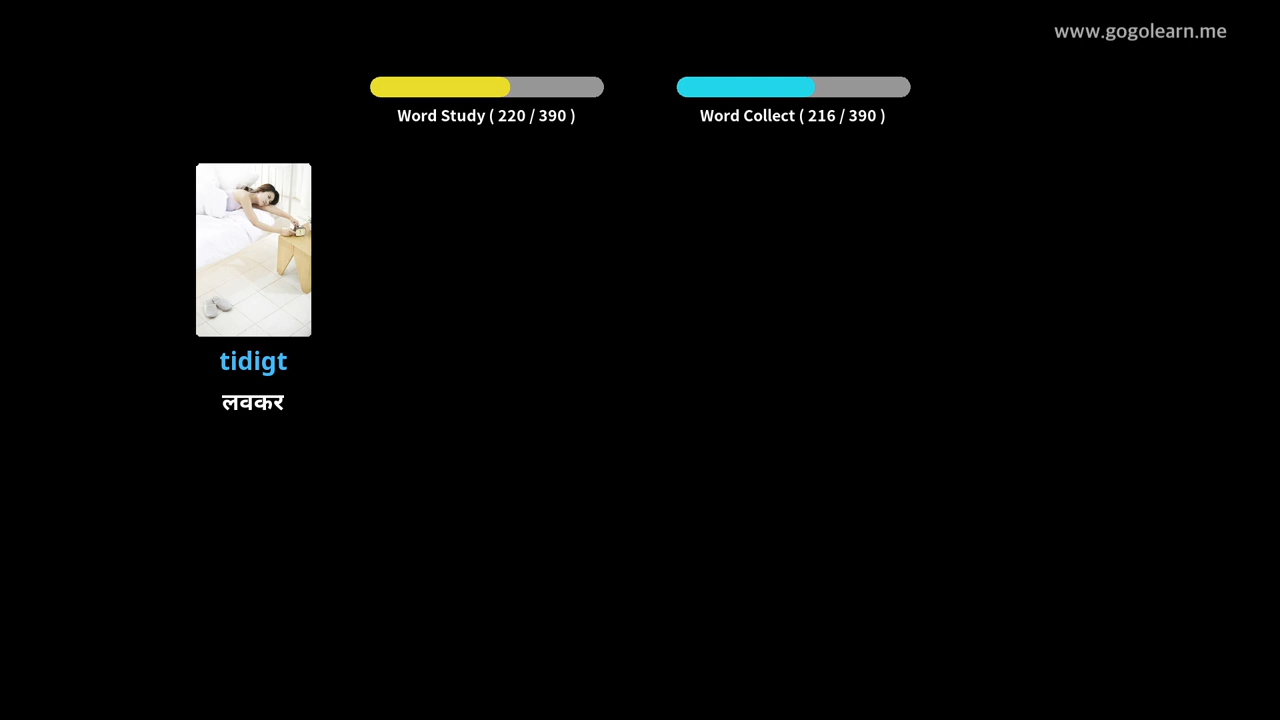 www.gogolearn.me
Word Study ( 220 / 390 )
Word Collect ( 216 / 390 )
tidigt
लवकर